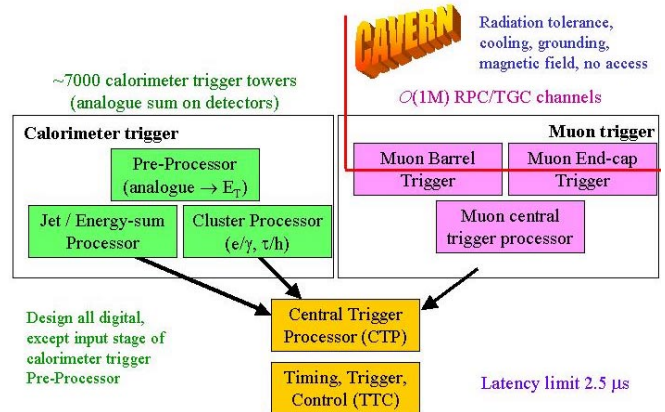 CAVERN
Radiation tolerance,
cooling, grounding,
magnetic field, no access
~7000 calorimeter trigger towers
(analogue sum on detectors)
O(1M) RPC/TGC channels
Calorimeter trigger
Muon trigger
Pre-Processor
(analogue → E_T)
Jet / Energy-sum
Processor
Cluster Processor
(e/γ, τ/h)
Muon Barrel
Trigger
Muon End-cap
Trigger
Muon central
trigger processor
Design all digital,
except input stage of
calorimeter trigger
Pre-Processor
Central Trigger
Processor (CTP)
Timing, Trigger,
Control (TTC)
Latency limit 2.5 μs